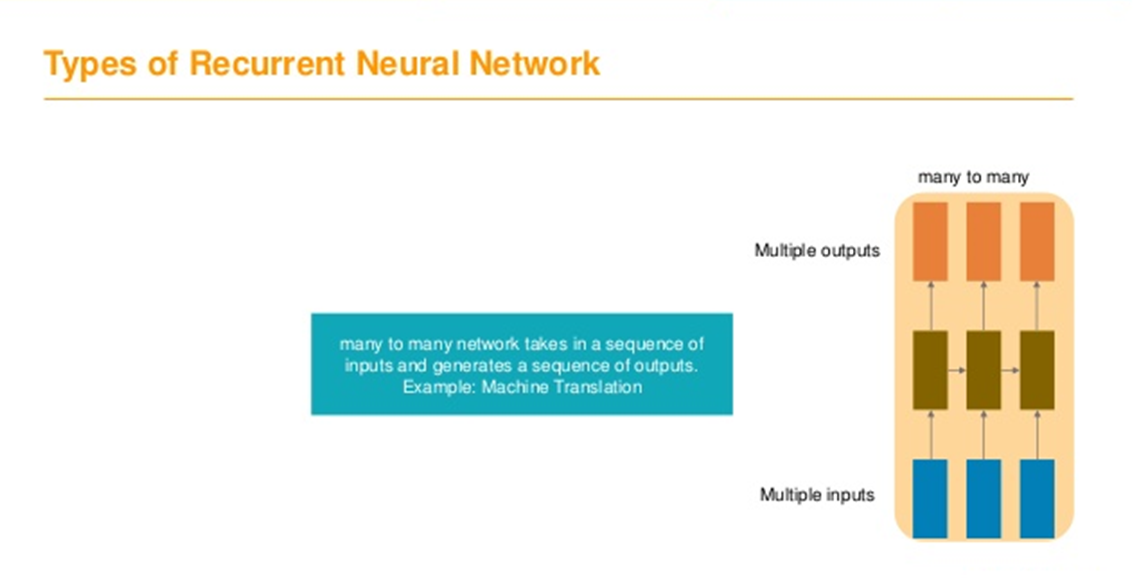 Types of Recurrent Neural Network
many to many
Multiple outputs
many to many network takes in a sequence of
inputs and generates a sequence of outputs.
Example: Machine Translation
Multiple inputs